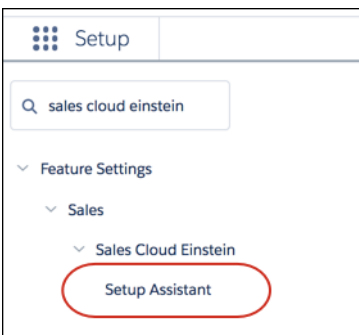 Setup
sales cloud einstein
Feature Settings
Sales
Sales Cloud Einstein
Setup Assistant